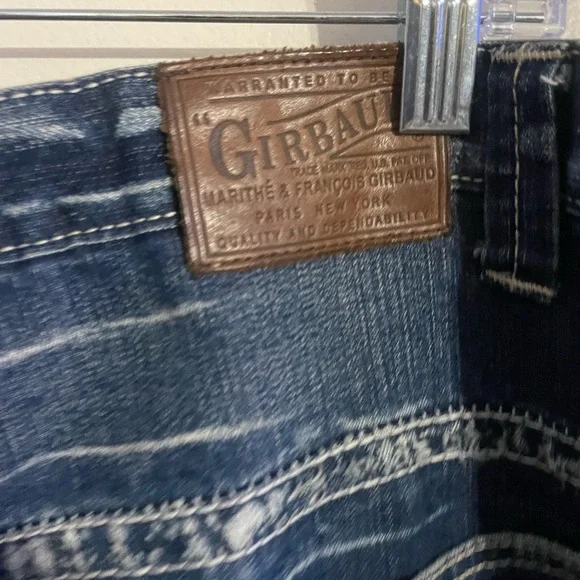 WARRANTED TO BE
"GIRBAUD
TRADE MARK REG. U.S. PAT. OFF.
MARITHÉ & FRANÇOIS GIRBAUD
PARIS NEW YORK
QUALITY AND DEPENDABILITY